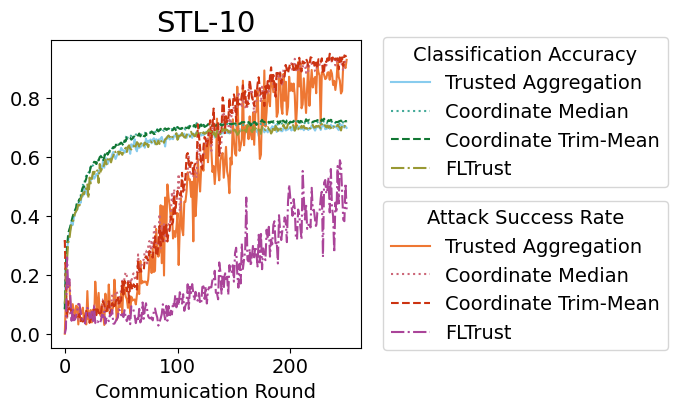 STL-10
0.8
0.6
0.4
0.2
0.0
0
100
200
Communication Round
Classification Accuracy
Trusted Aggregation
Coordinate Median
Coordinate Trim-Mean
FLTrust
Attack Success Rate
Trusted Aggregation
Coordinate Median
Coordinate Trim-Mean
FLTrust